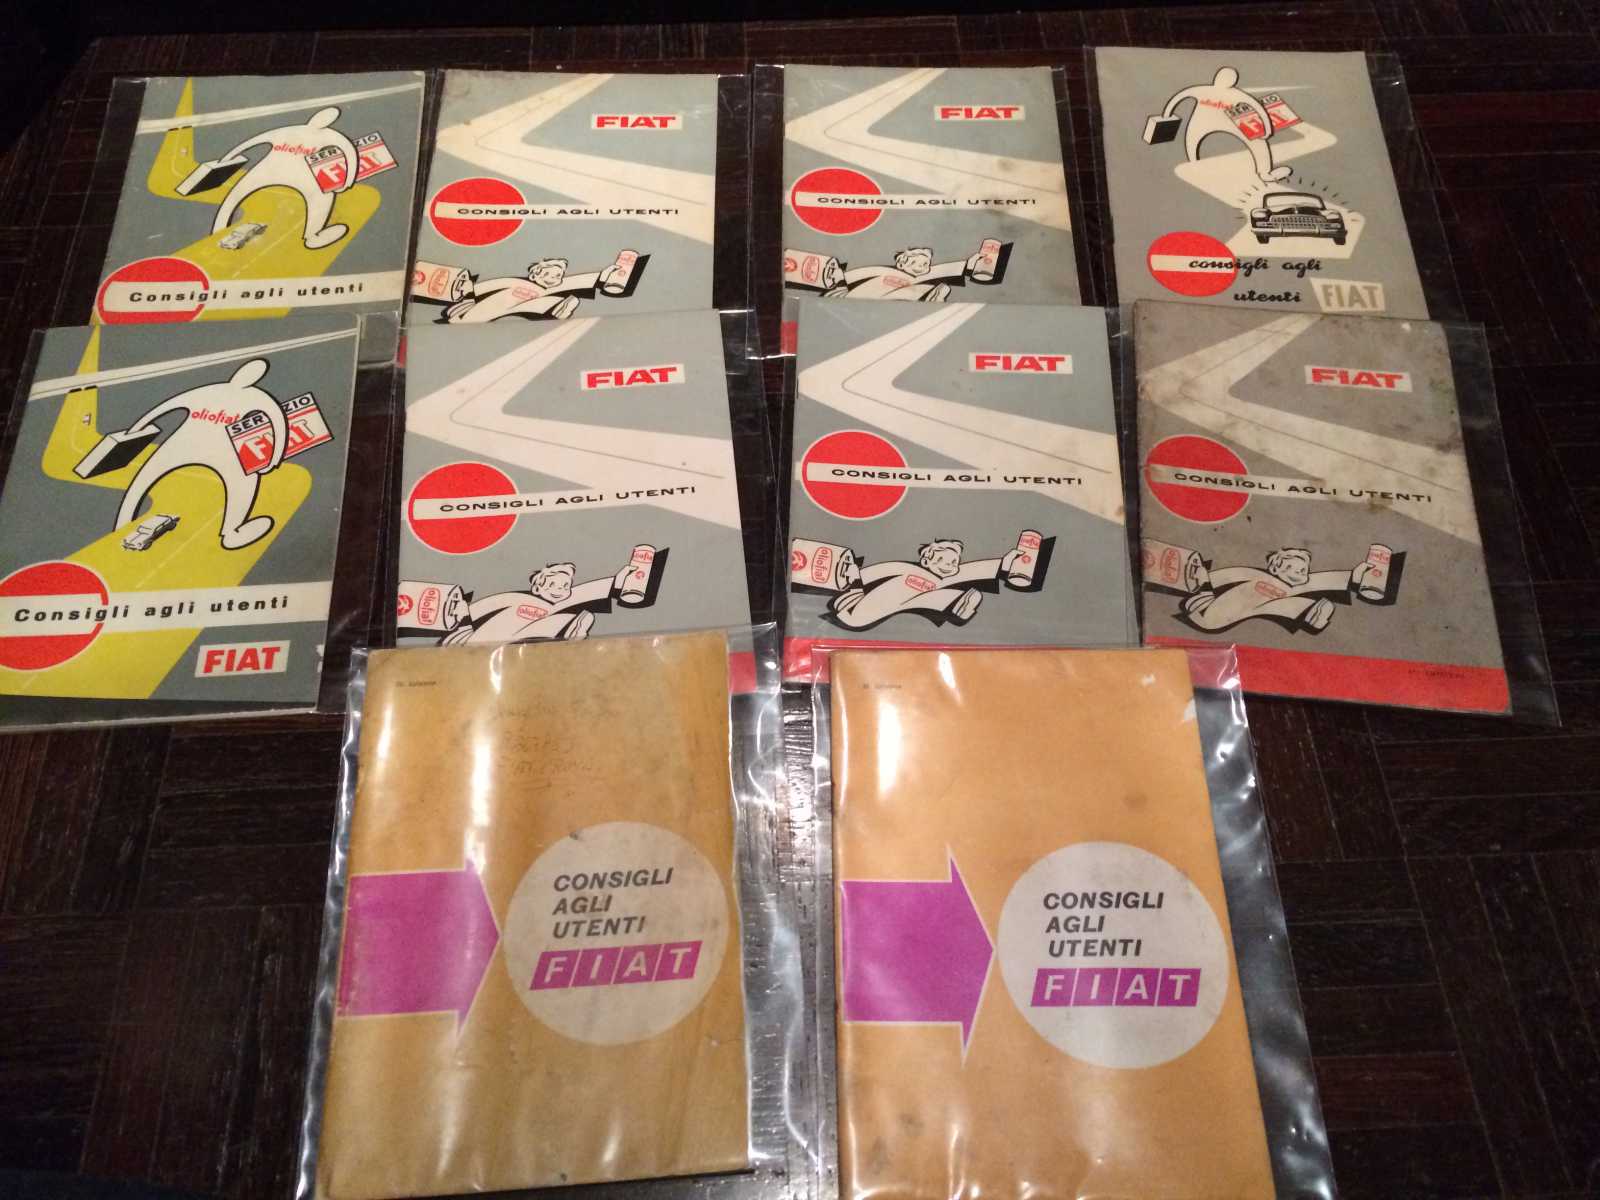 oliofiat
SERVIZIO
FIAT
Consigli agli utenti
FIAT
CONSIGLI AGLI UTENTI
FIAT
CONSIGLI AGLI UTENTI
oliofiat
SERVIZIO
FIAT
consigli agli
utenti FIAT
oliofiat
SERVIZIO
FIAT
Consigli agli utenti
FIAT
FIAT
CONSIGLI AGLI UTENTI
oliofiat
oliofiat
FIAT
CONSIGLI AGLI UTENTI
oliofiat
oliofiat
FIAT
CONSIGLI AGLI UTENTI
CONSIGLI
AGLI
UTENTI
FIAT
CONSIGLI
AGLI
UTENTI
FIAT